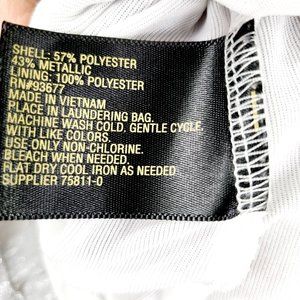 SHELL: 57% POLYESTER
43% METALLIC
LINING: 100% POLYESTER
RN#93677
MADE IN VIETNAM
PLACE IN LAUNDERING BAG.
MACHINE WASH COLD. GENTLE CYCLE.
WITH LIKE COLORS.
USE-ONLY NON-CHLORINE.
BLEACH WHEN NEEDED.
FLAT DRY COOL IRON AS NEEDED
SUPPLIER 75811-0